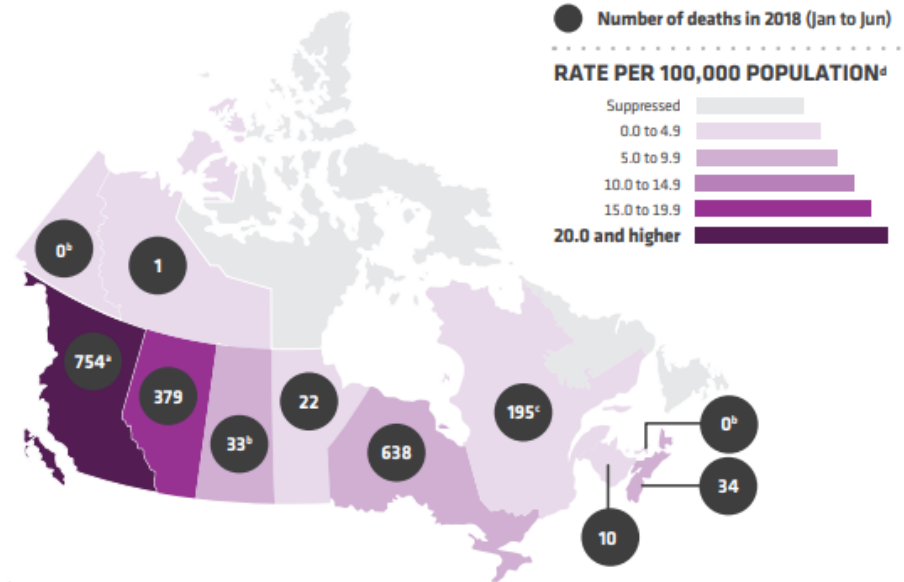 Number of deaths in 2018 (Jan to Jun)
RATE PER 100,000 POPULATIONᵈ
Suppressed
0.0 to 4.9
5.0 to 9.9
10.0 to 14.9
15.0 to 19.9
20.0 and higher
0ᵇ
1
754ᵃ
379
33ᵇ
22
638
195ᶜ
0ᵇ
34
10